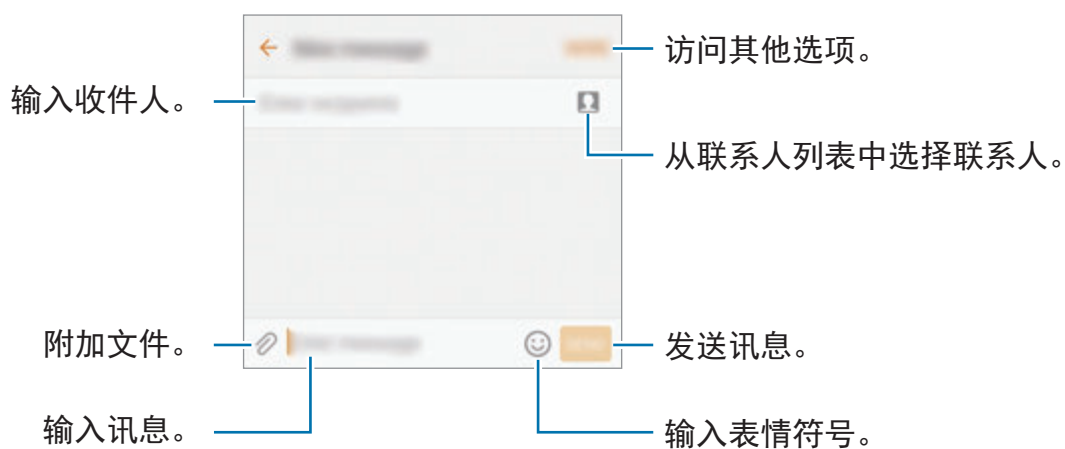 访问其他选项。
输入收件人。
从联系人列表中选择联系人。
附加文件。
发送讯息。
输入讯息。
输入表情符号。